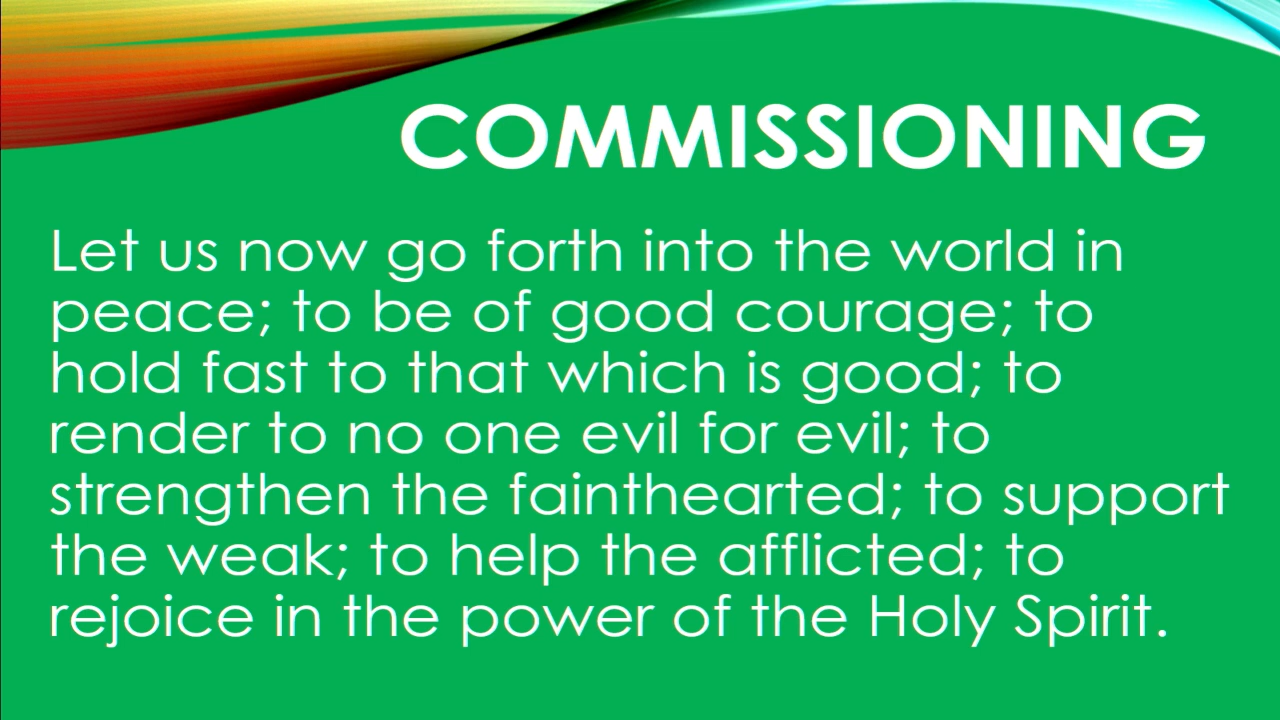 COMMISSIONING
Let us now go forth into the world in
peace; to be of good courage; to
hold fast to that which is good; to
render to no one evil for evil; to
strengthen the fainthearted; to support
the weak; to help the afflicted; to
rejoice in the power of the Holy Spirit.